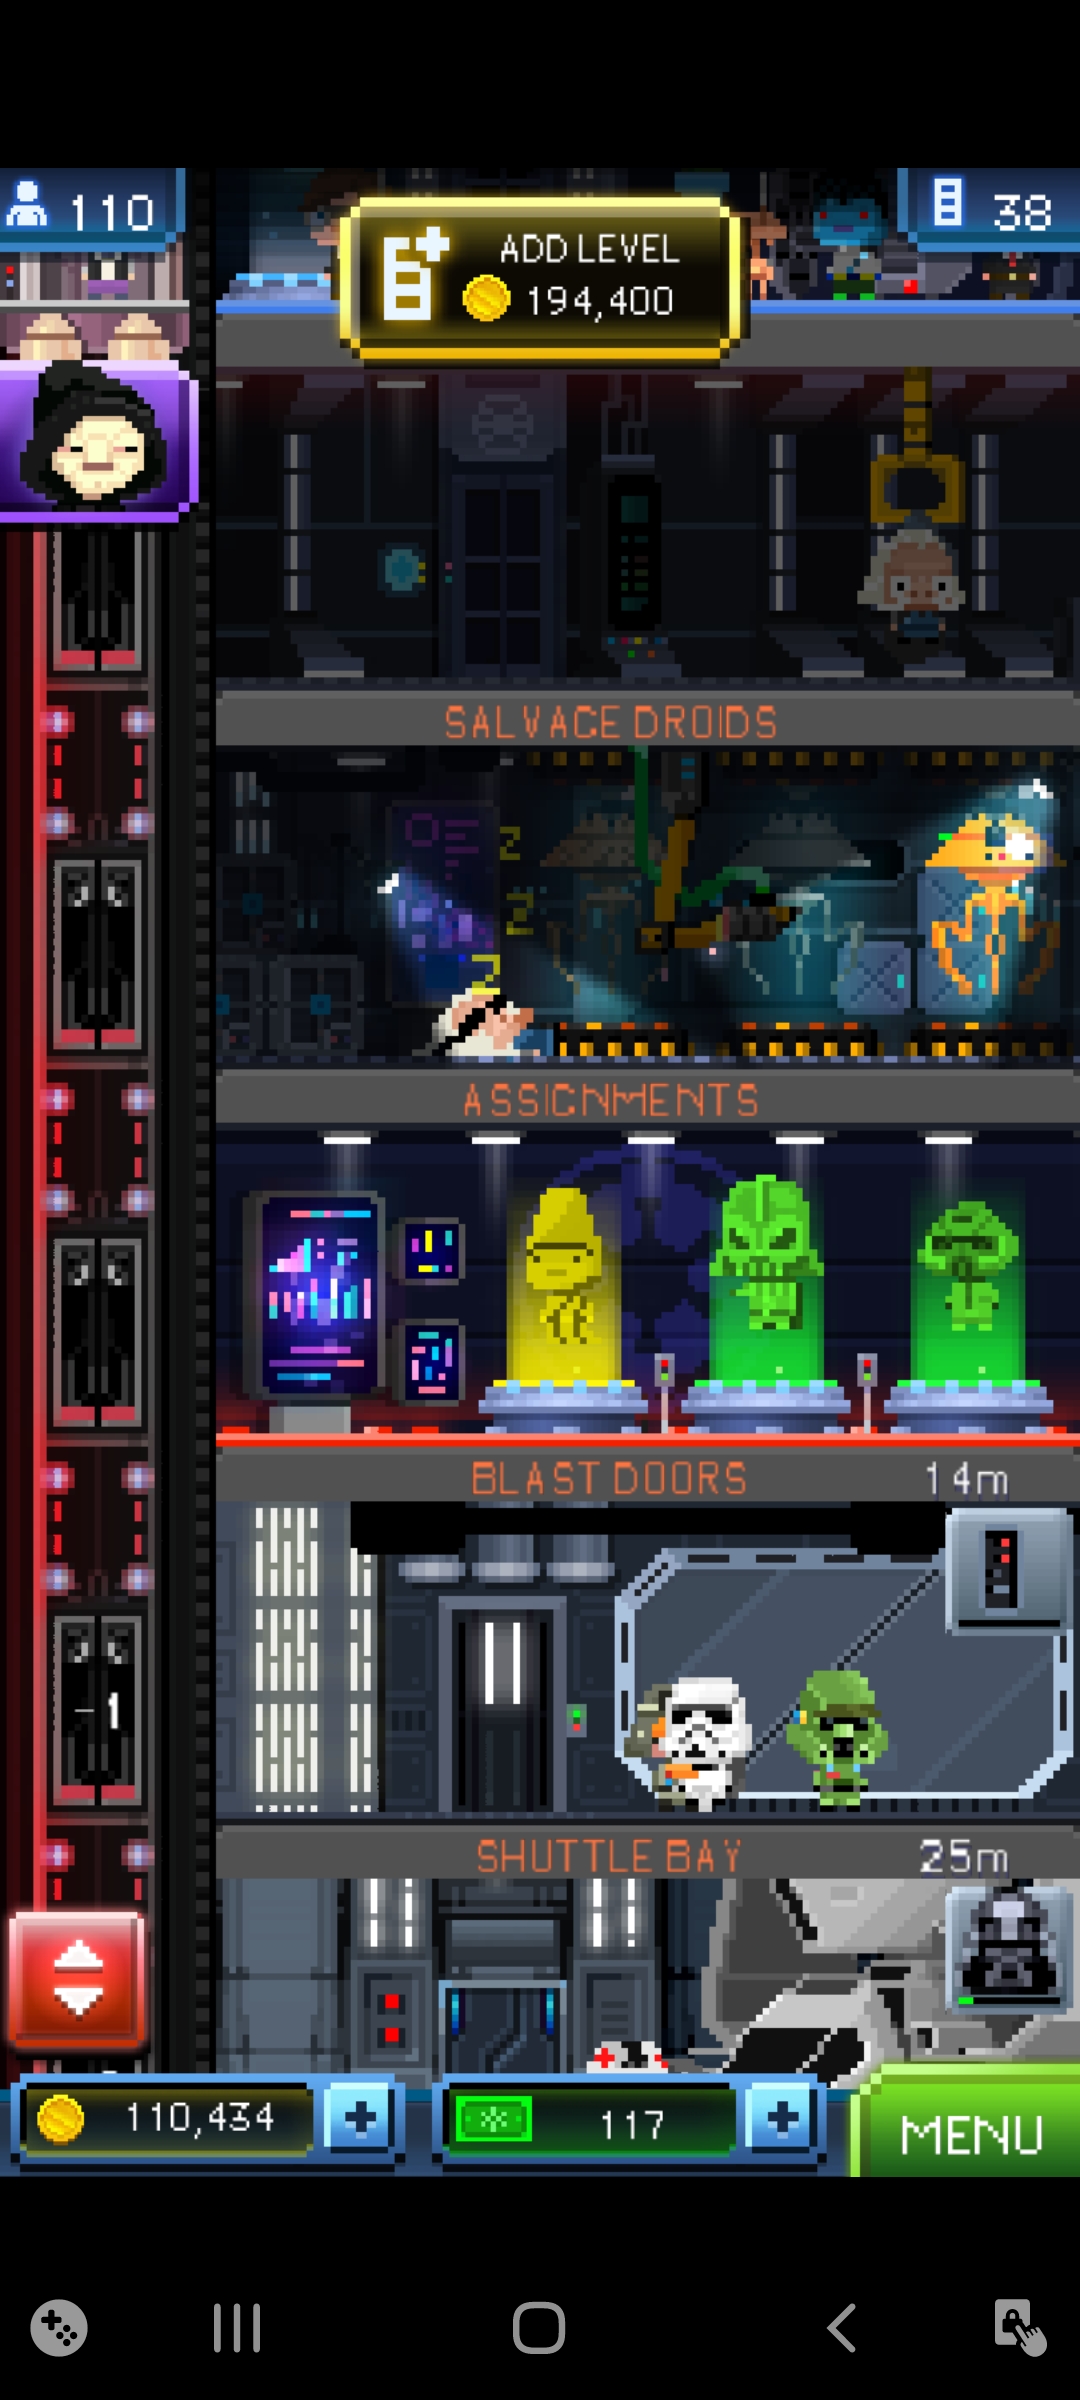 110
38
ADD LEVEL
194,400
SALVAGE DROIDS
Z
Z
Z
ASSIGNMENTS
BLAST DOORS 14m
-1
SHUTTLE BAY 25m
110,434
117
MENU